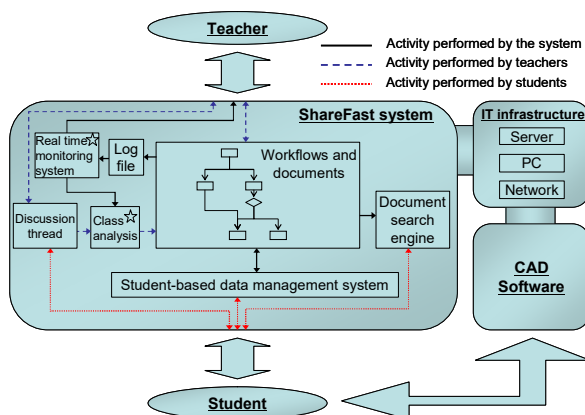 Teacher
Activity performed by the system
Activity performed by teachers
Activity performed by students
ShareFast system
IT infrastructure
Server
PC
Network
Real time
monitoring
system
Log
file
Workflows and
documents
Discussion
thread
Class
analysis
Document
search
engine
Student-based data management system
CAD
Software
Student